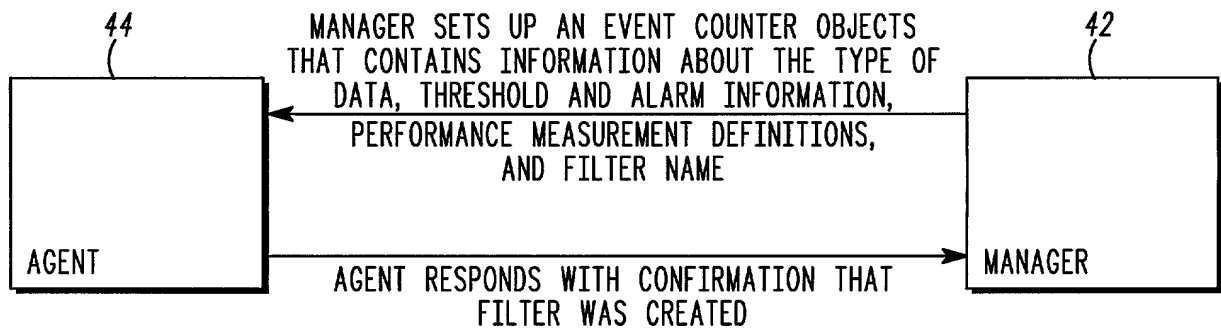 44
MANAGER SETS UP AN EVENT COUNTER OBJECTS
42
THAT CONTAINS INFORMATION ABOUT THE TYPE OF
DATA, THRESHOLD AND ALARM INFORMATION,
PERFORMANCE MEASUREMENT DEFINITIONS,
AND FILTER NAME
AGENT
MANAGER
AGENT RESPONDS WITH CONFIRMATION THAT
FILTER WAS CREATED